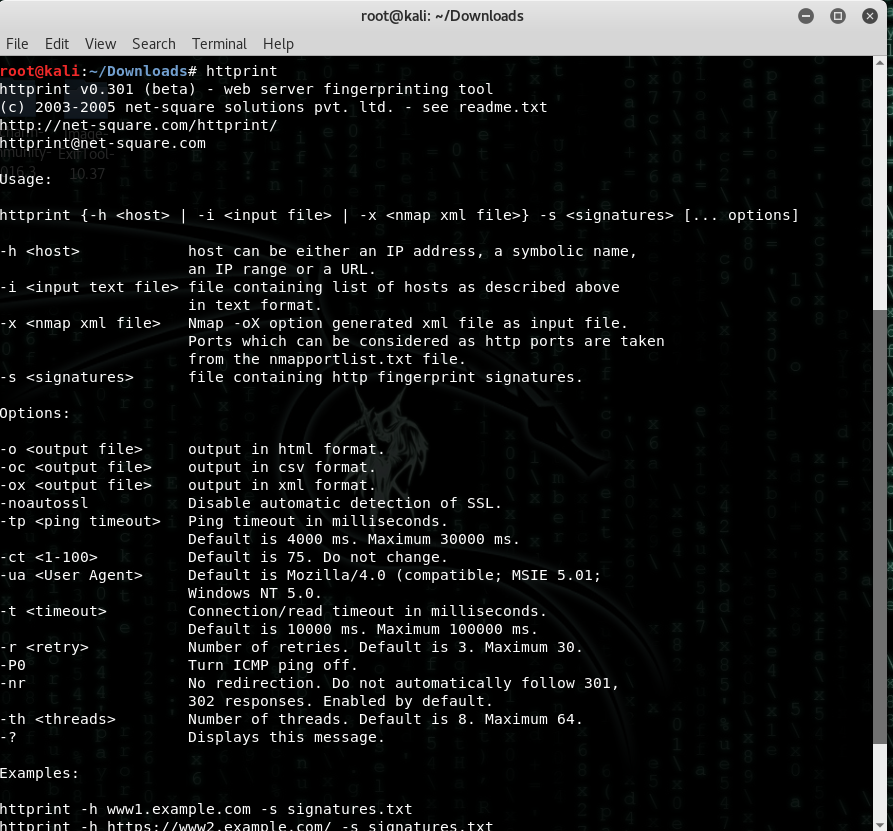 root@kali: ~/Downloads
File Edit View Search Terminal Help
root@kali:~/Downloads# httprint
httprint v0.301 (beta) - web server fingerprinting tool
(c) 2003-2005 net-square solutions pvt. ltd. - see readme.txt
http://net-square.com/httprint/
httprint@net-square.com
Usage:
httprint {-h <host> | -i <input file> | -x <nmap xml file>} -s <signatures> [... options]
-h <host> host can be either an IP address, a symbolic name,
an IP range or a URL.
-i <input text file> file containing list of hosts as described above
in text format.
-x <nmap xml file> Nmap -oX option generated xml file as input file.
Ports which can be considered as http ports are taken
from the nmapportlist.txt file.
-s <signatures> file containing http fingerprint signatures.
Options:
-o <output file> output in html format.
-oc <output file> output in csv format.
-ox <output file> output in xml format.
-noautossl Disable automatic detection of SSL.
-tp <ping timeout> Ping timeout in milliseconds.
Default is 4000 ms. Maximum 30000 ms.
-ct <1-100> Default is 75. Do not change.
-ua <User Agent> Default is Mozilla/4.0 (compatible; MSIE 5.01;
Windows NT 5.0.
-t <timeout> Connection/read timeout in milliseconds.
Default is 10000 ms. Maximum 100000 ms.
-r <retry> Number of retries. Default is 3. Maximum 30.
-P0 Turn ICMP ping off.
-nr No redirection. Do not automatically follow 301,
302 responses. Enabled by default.
-th <threads> Number of threads. Default is 8. Maximum 64.
-? Displays this message.
Examples:
httprint -h www1.example.com -s signatures.txt
httprint -h https://www2.example.com/ -s signatures.txt